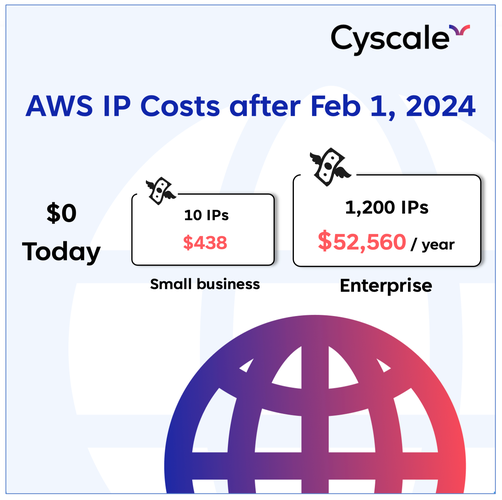 Cyscale
AWS IP Costs after Feb 1, 2024
$0
Today
10 IPs
$438
Small business
1,200 IPs
$52,560 / year
Enterprise